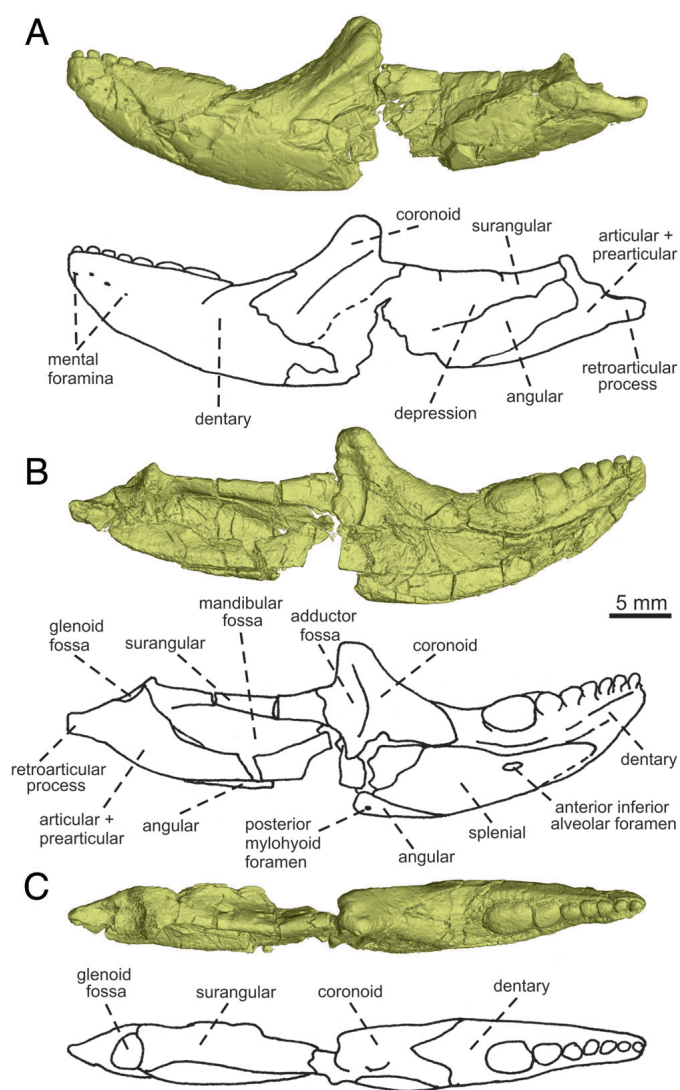 A
coronoid
surangular
articular +
prearticular
mental
foramina
dentary
depression
angular
retroarticular
process
B
5 mm
glenoid
fossa
surangular
mandibular
fossa
adductor
fossa
coronoid
retroarticular
process
articular +
prearticular
angular
posterior
mylohyoid
foramen
angular
splenial
anterior inferior
alveolar foramen
dentary
C
glenoid
fossa
surangular
coronoid
dentary